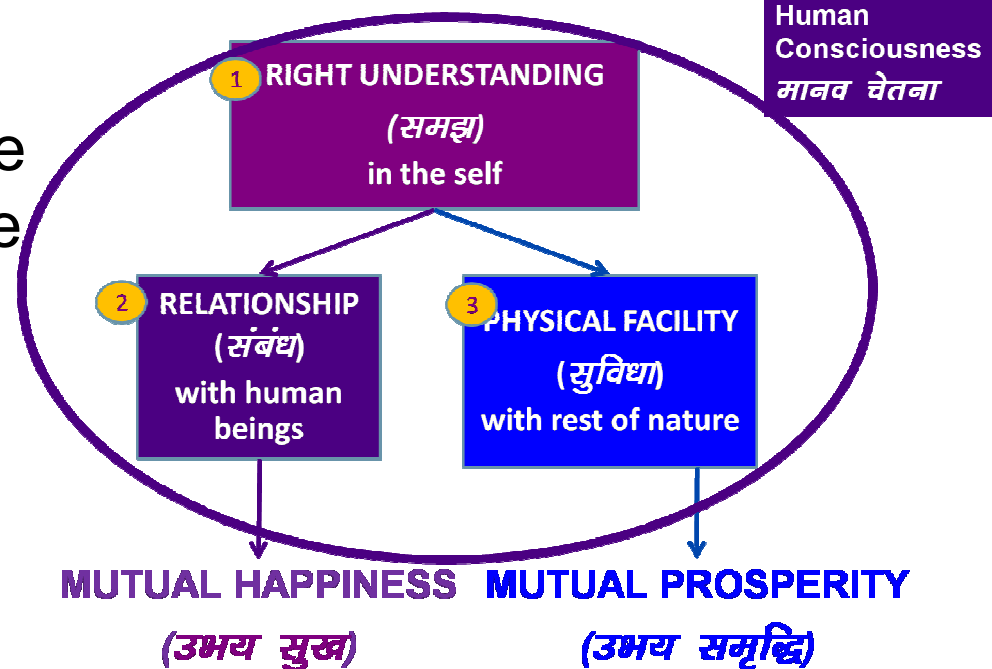 Human
Consciousness
मानव चेतना
1
RIGHT UNDERSTANDING
(समझ)
in the self
e
e
2
RELATIONSHIP
(संबंध)
with human
beings
3
PHYSICAL FACILITY
(सुविधा)
with rest of nature
MUTUAL HAPPINESS
(उभय सुख)
MUTUAL PROSPERITY
(उभय समृद्धि)